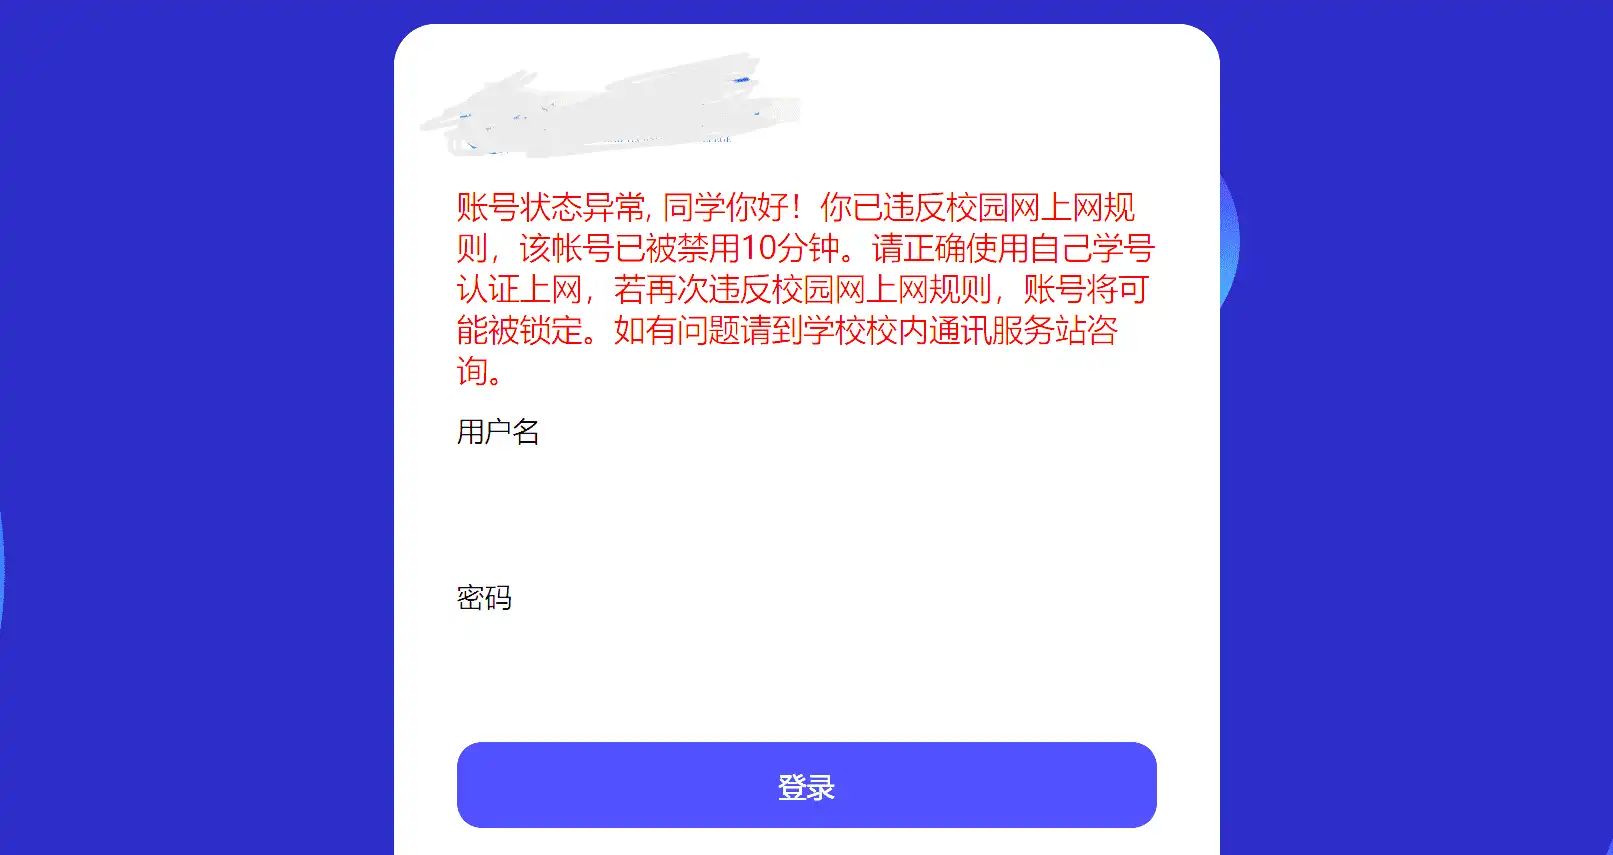 账号状态异常, 同学你好！你已违反校园网上网规
则，该帐号已被禁用10分钟。请正确使用自己学号
认证上网，若再次违反校园网上网规则，账号将可
能被锁定。如有问题请到学校校内通讯服务站咨
询。
用户名
密码
登录